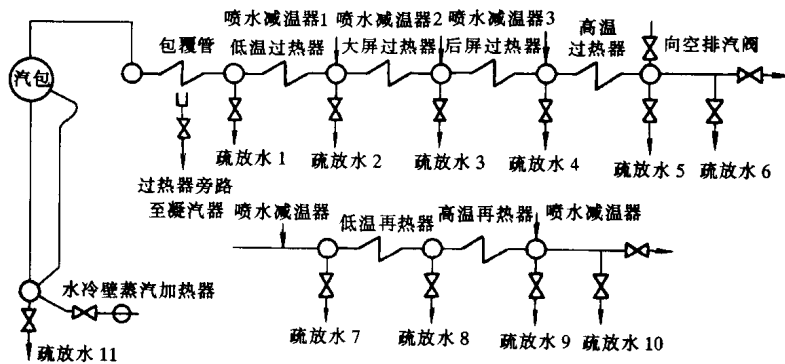 喷水减温器1 喷水减温器2 喷水减温器3
高温
包覆管 低温过热器 大屏过热器 后屏过热器 过热器 向空排汽阀
汽包
疏放水 1 疏放水 2 疏放水 3 疏放水 4 疏放水 5 疏放水 6
过热器旁路
至凝汽器 喷水减温器 低温再热器 高温再热器 喷水减温器
水冷壁蒸汽加热器
疏放水 7 疏放水 8 疏放水 9 疏放水 10
疏放水 11